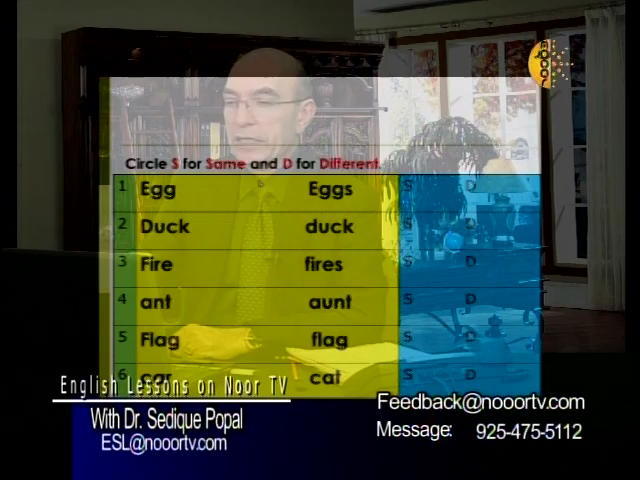 NOOR
Circle S for Same and D for Different.
1 Egg Eggs S D
2 Duck duck S D
3 Fire fires S D
4 ant aunt S D
5 Flag flag S D
6 car cat S D
English Lessons on Noor TV
With Dr. Sedique Popal
ESL@nooortv.com
Feedback@nooortv.com
Message: 925-475-5112